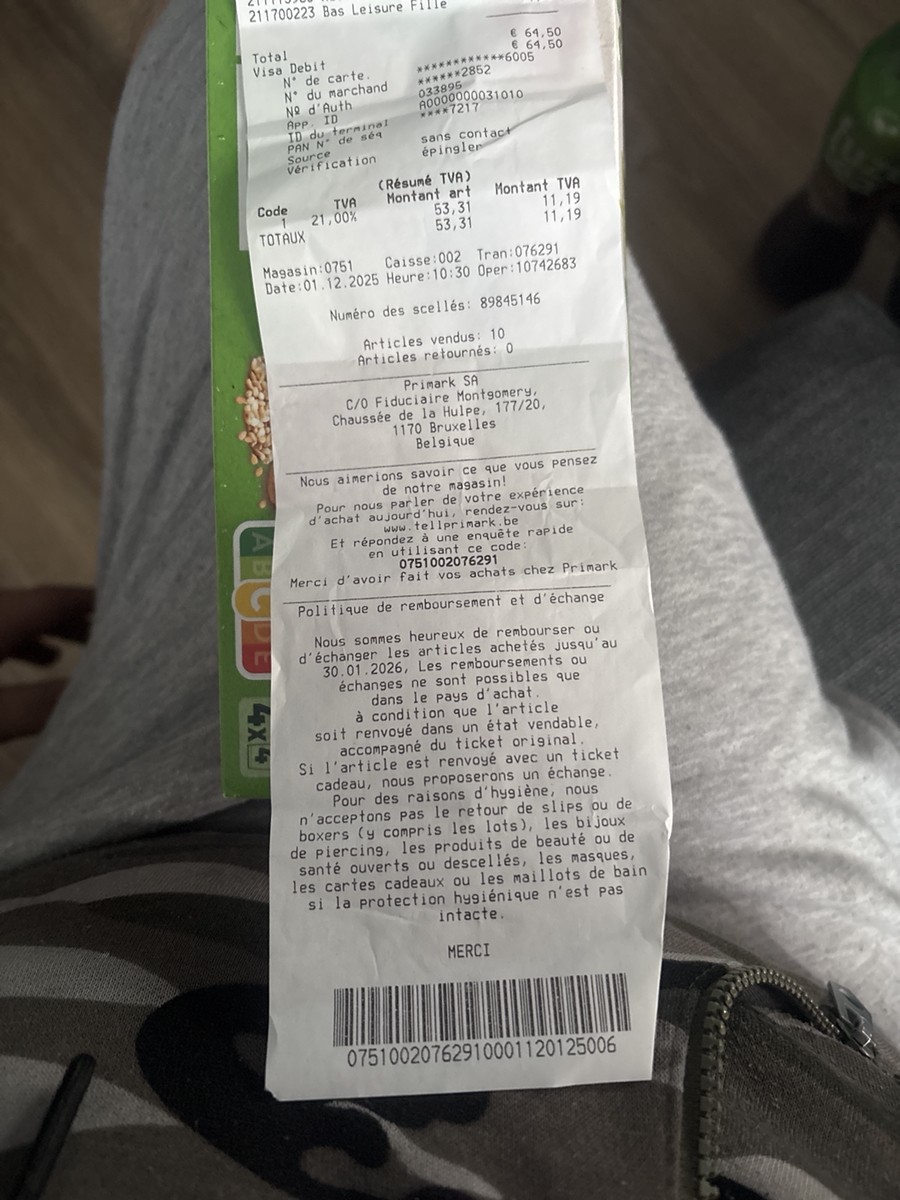 211700223 Bas Leisure Fille
Total € 64,50
Visa Debit € 64,50
N° de carte. ************6005
N° du marchand ******2852
Nº d'Auth 033895
App. ID A0000000031010
ID du terminal ****7217
PAN N° de séq
Source sans contact
Vérification épingler
(Résumé TVA)
Code TVA Montant art Montant TVA
1 21,00% 53,31 11,19
TOTAUX 53,31 11,19
Magasin:0751 Caisse:002 Tran:076291
Date:01.12.2025 Heure:10:30 Oper:10742683
Numéro des scellés: 89845146
Articles vendus: 10
Articles retournés: 0
Primark SA
C/O Fiduciaire Montgomery,
Chaussée de la Hulpe, 177/20,
1170 Bruxelles
Belgique
Nous aimerions savoir ce que vous pensez
de notre magasin!
Pour nous parler de votre expérience
d'achat aujourd'hui, rendez-vous sur:
www.tellprimark.be
Et répondez à une enquête rapide
en utilisant ce code:
0751002076291
Merci d'avoir fait vos achats chez Primark
Politique de remboursement et d'échange
Nous sommes heureux de rembourser ou
d'échanger les articles achetés jusqu'au
30.01.2026, Les remboursements ou
échanges ne sont possibles que
dans le pays d'achat.
à condition que l'article
soit renvoyé dans un état vendable,
accompagné du ticket original.
Si l'article est renvoyé avec un ticket
cadeau, nous proposerons un échange.
Pour des raisons d'hygiène, nous
n'acceptons pas le retour de slips ou de
boxers (y compris les lots), les bijoux
de piercing, les produits de beauté ou de
santé ouverts ou descellés, les masques,
les cartes cadeaux ou les maillots de bain
si la protection hygiénique n'est pas
intacte.
MERCI
07510020762910001120125006
A
B
C
D
E
4x4